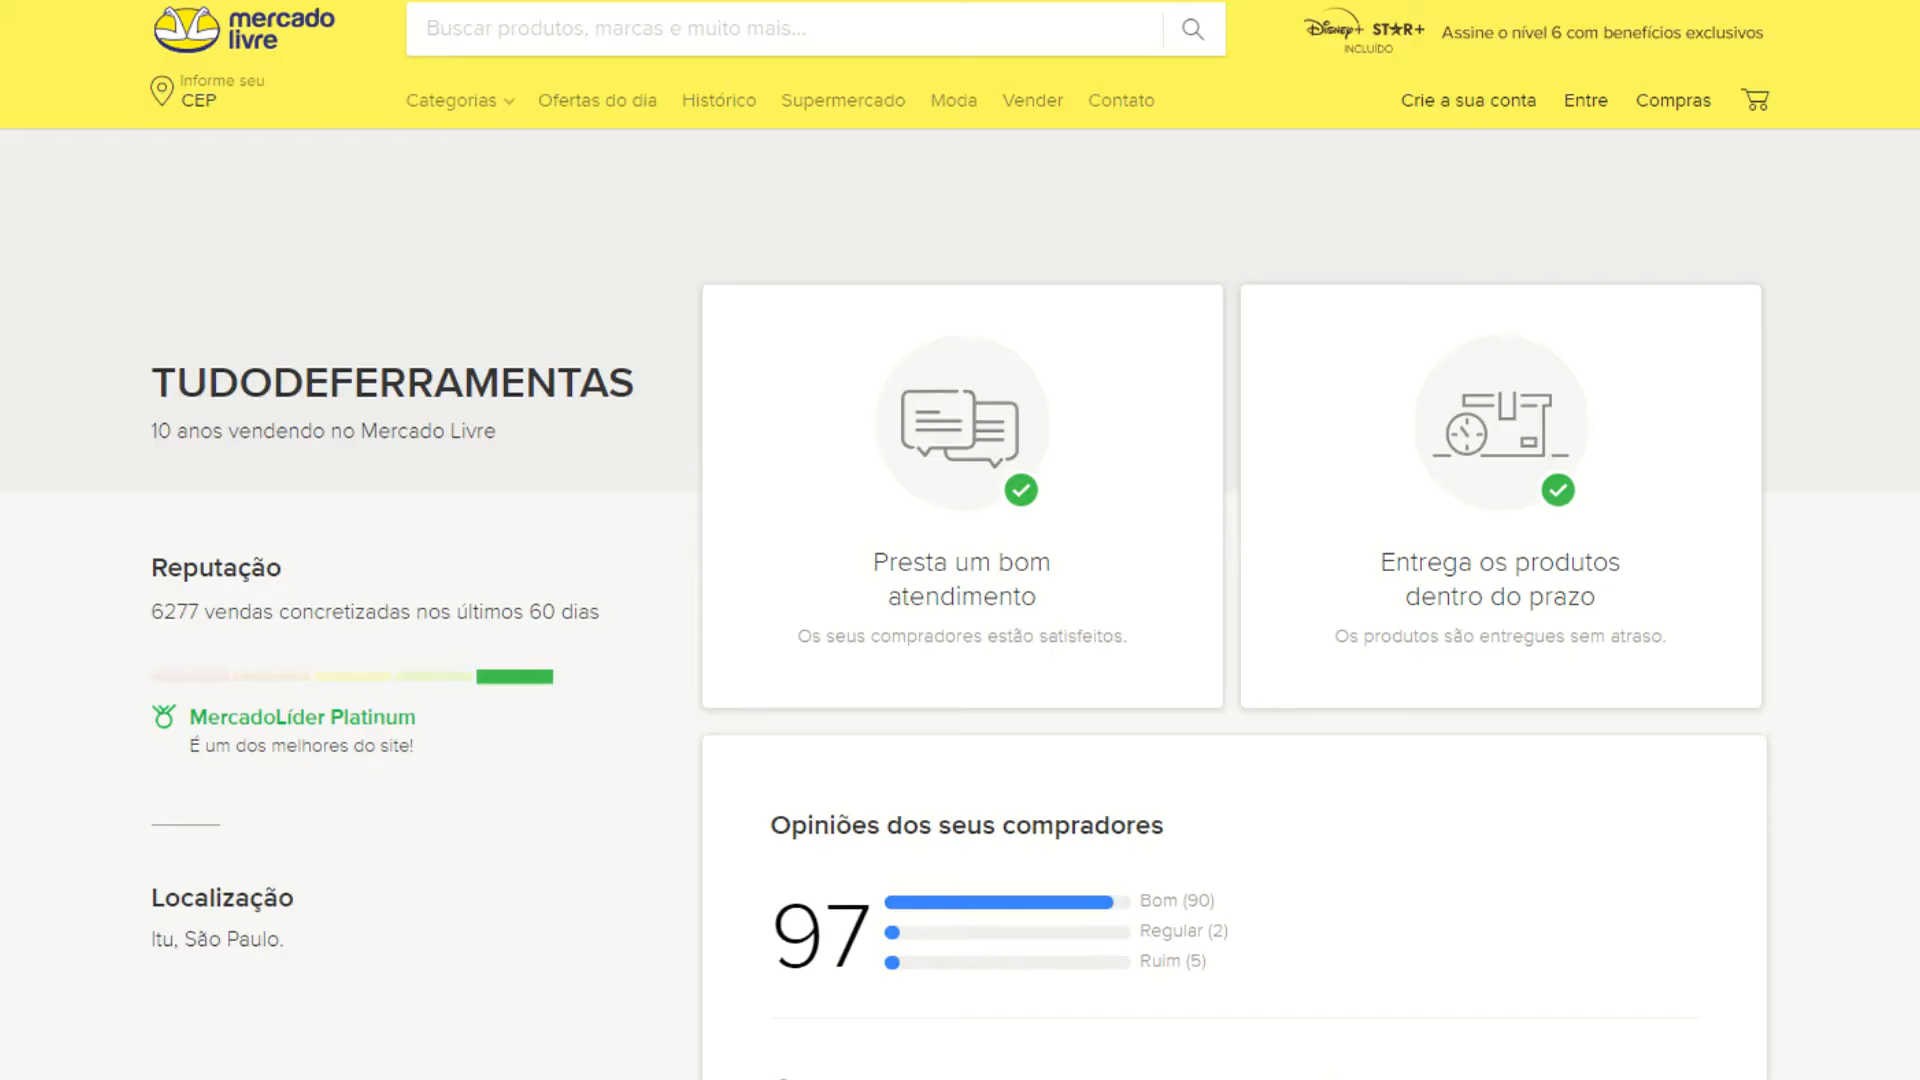 mercado
livre
Buscar produtos, marcas e muito mais...
Disney+ STAR+
INCLUÍDO
Assine o nível 6 com benefícios exclusivos
Informe seu
CEP
Categorias
Ofertas do dia
Histórico
Supermercado
Moda
Vender
Contato
Crie a sua conta
Entre
Compras
TUDODEFERRAMENTAS
10 anos vendendo no Mercado Livre
Reputação
6277 vendas concretizadas nos últimos 60 dias
MercadoLíder Platinum
É um dos melhores do site!
Localização
Itu, São Paulo.
Presta um bom
atendimento
Os seus compradores estão satisfeitos.
Entrega os produtos
dentro do prazo
Os produtos são entregues sem atraso.
Opiniões dos seus compradores
97
Bom (90)
Regular (2)
Ruim (5)